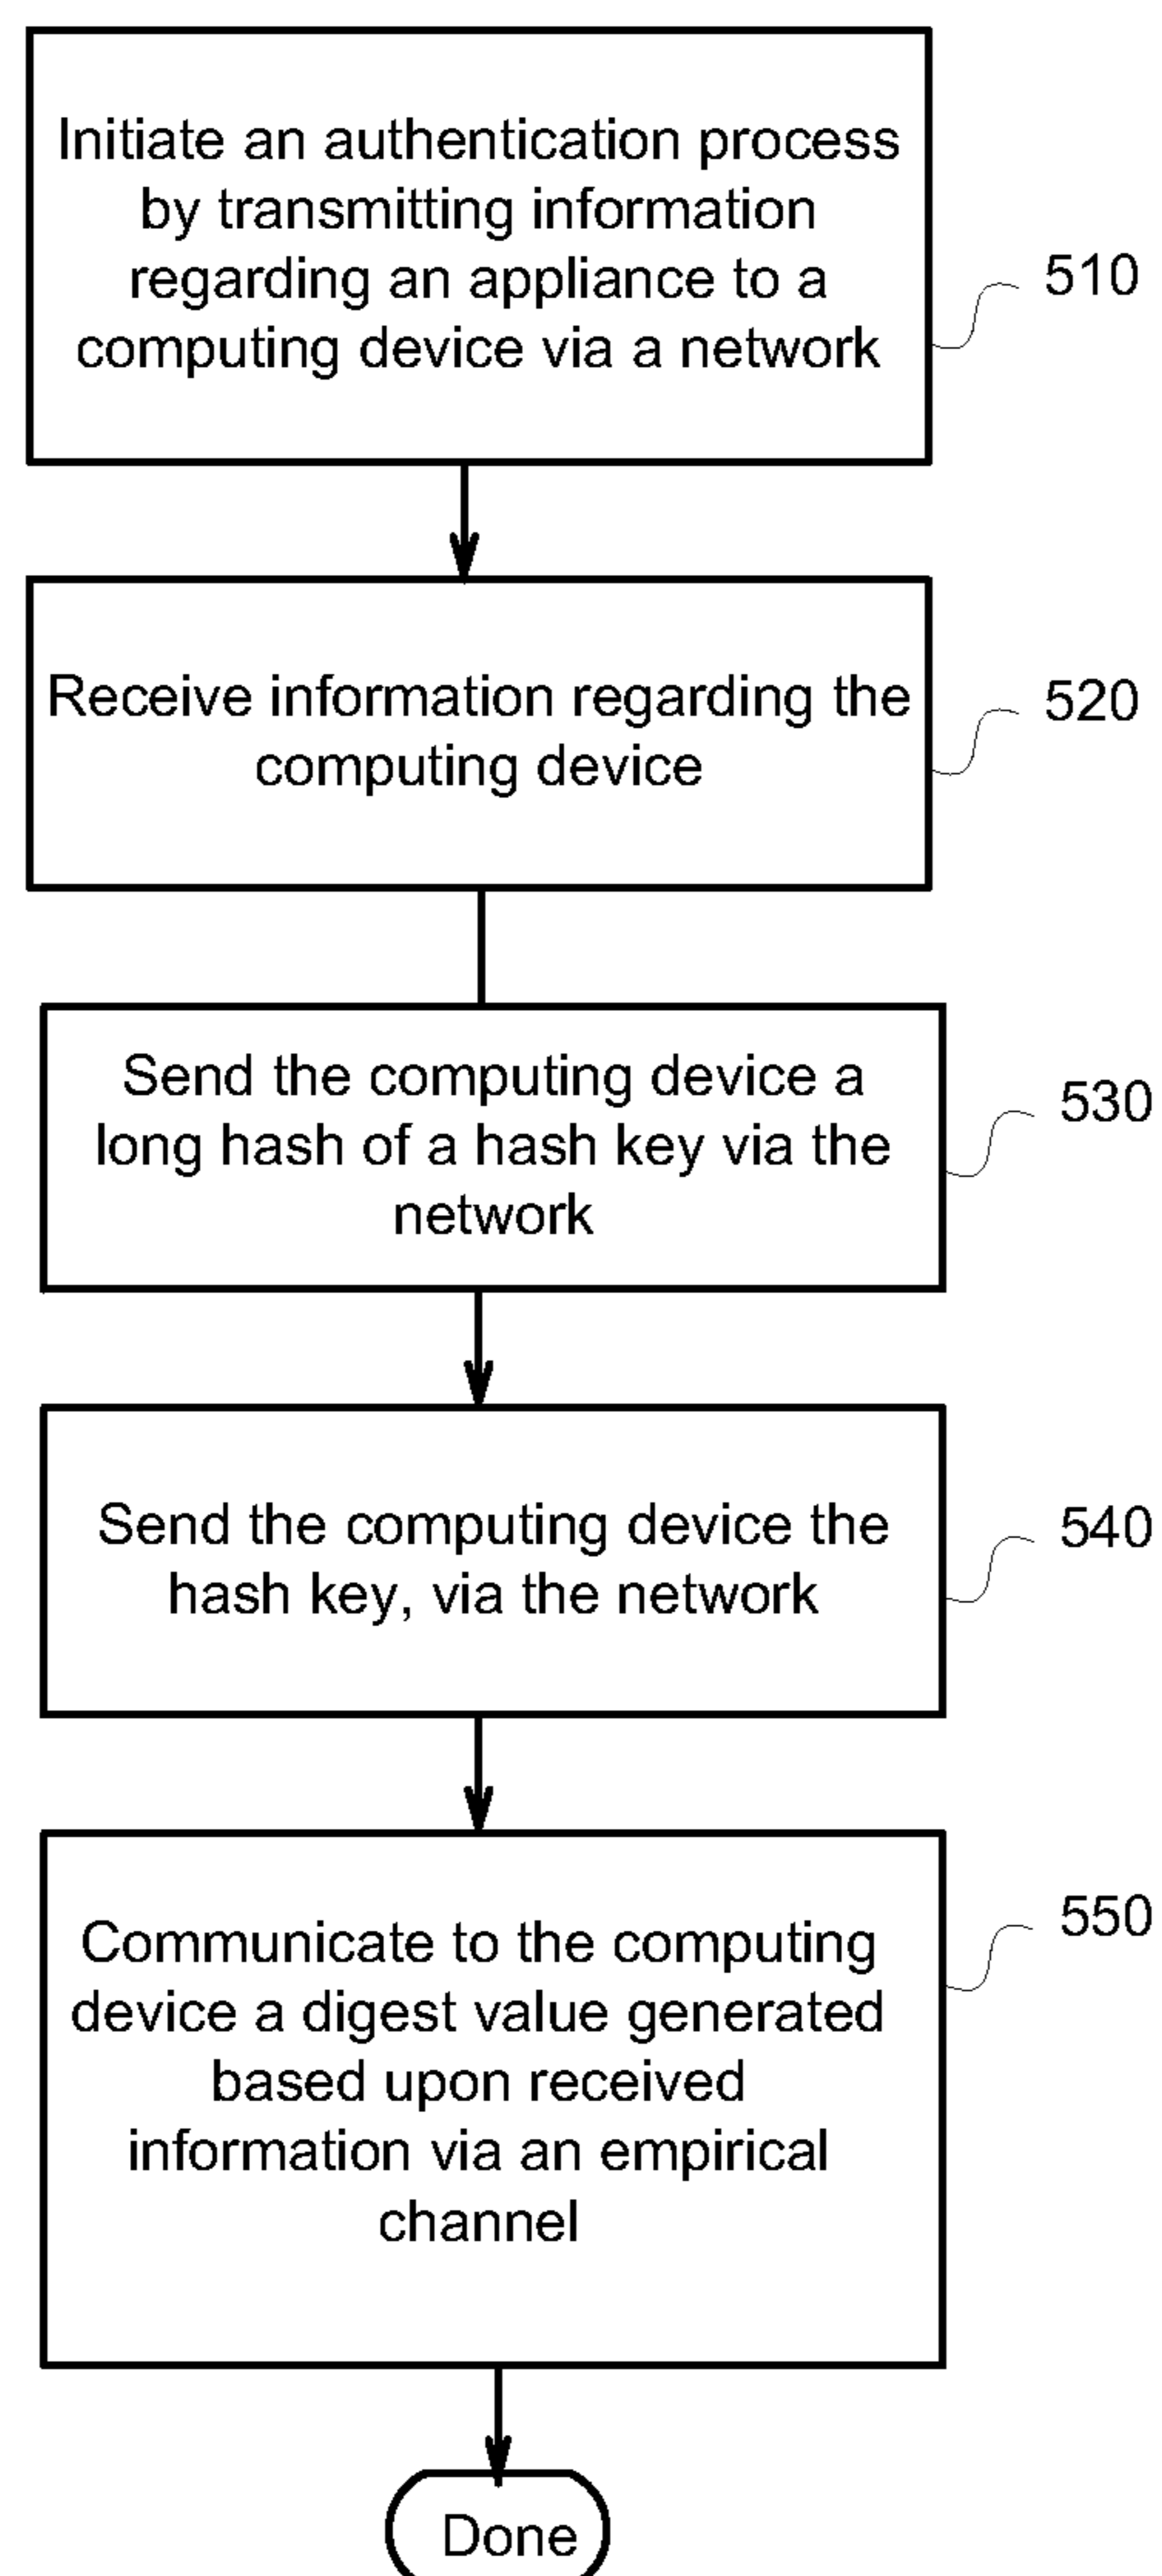 Initiate an authentication process
by transmitting information
regarding an appliance to a
computing device via a network
510
Receive information regarding the
computing device
520
Send the computing device a
long hash of a hash key via the
network
530
Send the computing device the
hash key, via the network
540
Communicate to the computing
device a digest value generated
based upon received
information via an empirical
channel
550
Done